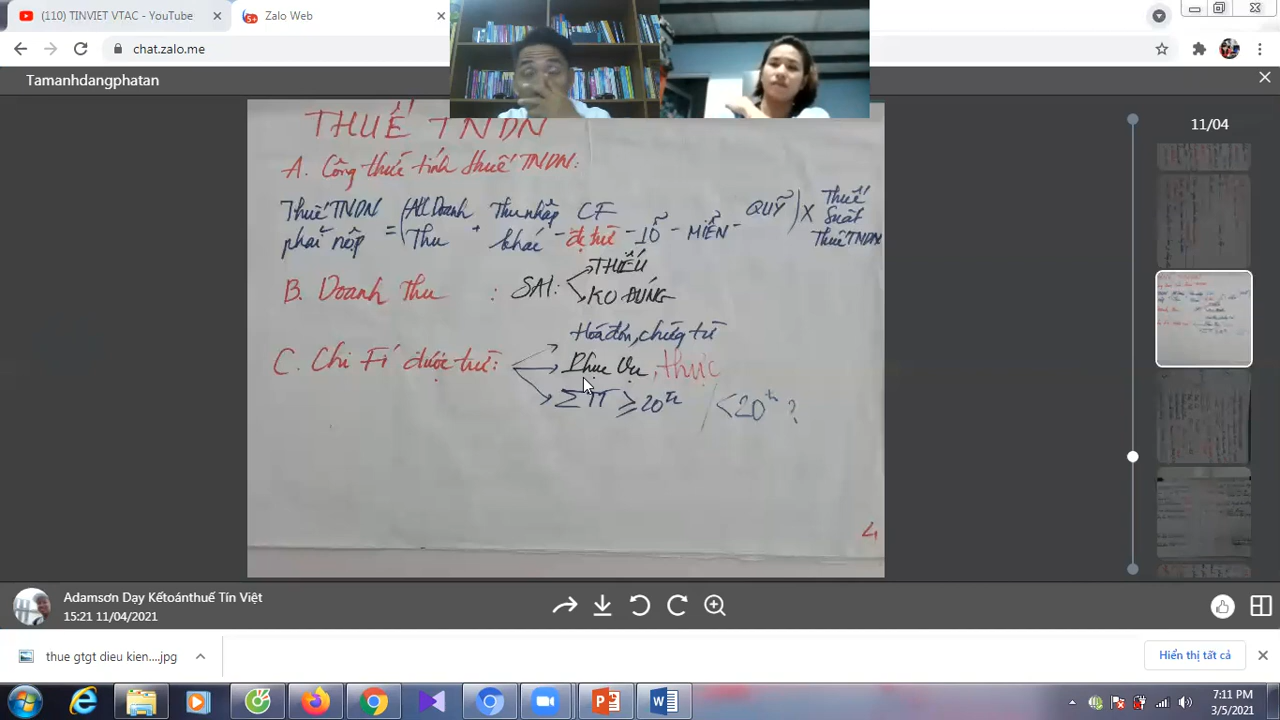 (110) TINVIET VTAC - YouTube
Zalo Web
chat.zalo.me
Tamanhdangphatan
11/04
THUẾ TNDN
A. Công thức tính thuế TNDN:
Thuế TNDN phải nộp = (All Doanh Thu + Thu nhập khác - CF được trừ - LỖ - MIỄN - QUỸ) X Thuế Suất Thuế TNDN
B. Doanh Thu : SAI: THIẾU
KO ĐÚNG
C. Chi Fí được trừ: Hoá đơn, chứng từ
Phục Vụ, thực
∑TT ≥ 20tr / < 20tr ?
4
Adamsơn Dạy Kếtoánthuế Tín Việt
15:21 11/04/2021
thue gtgt dieu kien....jpg
Hiển thị tất cả
7:11 PM
3/5/2021